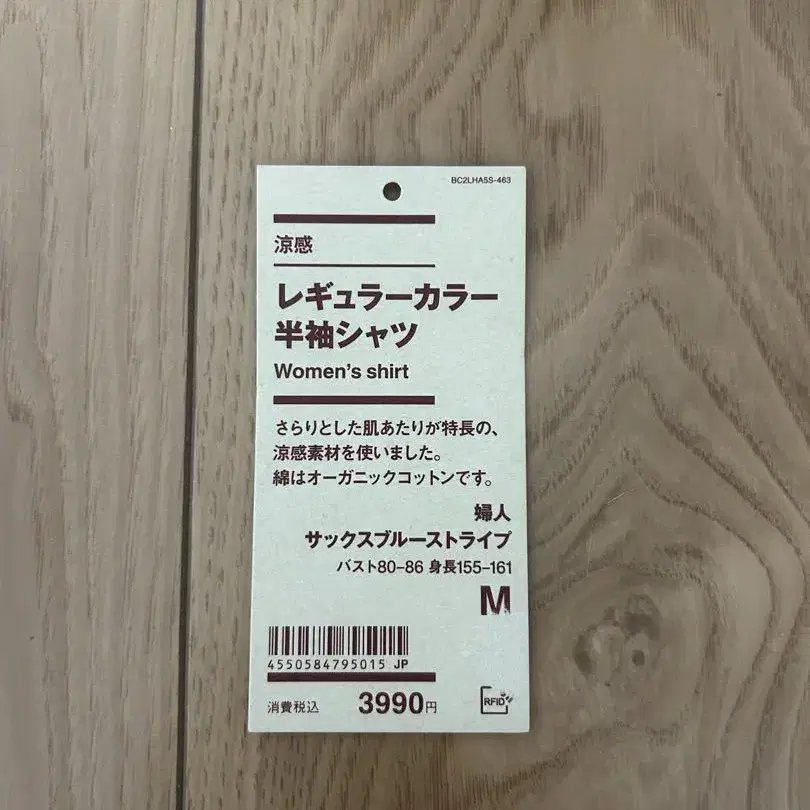 BC2LHA5S-463
涼感
レギュラーカラー
半袖シャツ
Women's shirt
さらりとした肌あたりが特長の、
涼感素材を使いました。
綿はオーガニックコットンです。
婦人
サックスブルーストライプ
バスト80-86 身長155-161
M
4550584795015 JP
消費税込 3990円
RFID